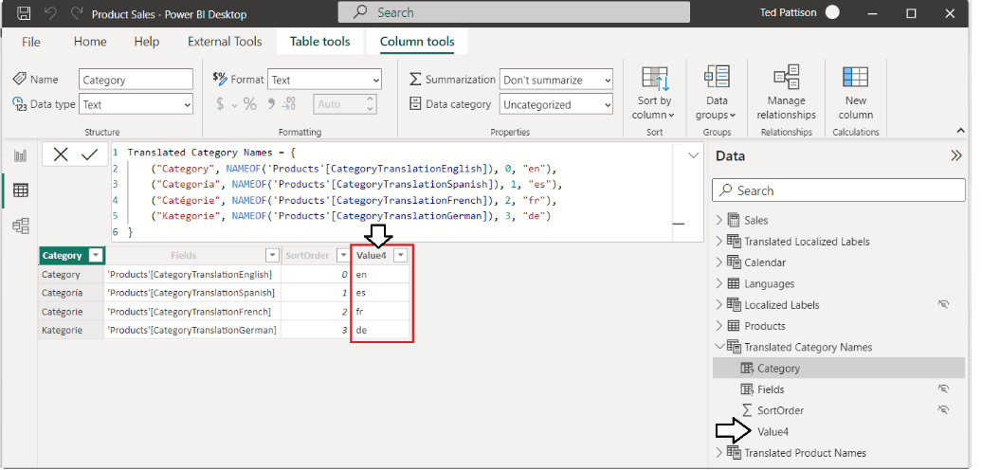 Product Sales - Power BI Desktop
Search
Ted Pattison
File
Home
Help
External Tools
Table tools
Column tools
Name
Category
Data type
Text
Structure
$% Format
Text
$
%
Auto
Formatting
Summarization
Don't summarize
Data category
Uncategorized
Properties
Sort by
column
Sort
Data
groups
Groups
Manage
relationships
Relationships
New
column
Calculations
1 Translated Category Names = {
2 ("Category", NAMEOF('Products'[CategoryTranslationEnglish]), 0, "en"),
3 ("Categoría", NAMEOF('Products'[CategoryTranslationSpanish]), 1, "es"),
4 ("Catégorie", NAMEOF('Products'[CategoryTranslationFrench]), 2, "fr"),
5 ("Kategorie", NAMEOF('Products'[CategoryTranslationGerman]), 3, "de")
6 }
Category Fields SortOrder Value4
Category 'Products'[CategoryTranslationEnglish] 0 en
Categoría 'Products'[CategoryTranslationSpanish] 1 es
Catégorie 'Products'[CategoryTranslationFrench] 2 fr
Kategorie 'Products'[CategoryTranslationGerman] 3 de
Data
Search
Sales
Translated Localized Labels
Calendar
Languages
Localized Labels
Products
Translated Category Names
Category
Fields
SortOrder
Value4
Translated Product Names